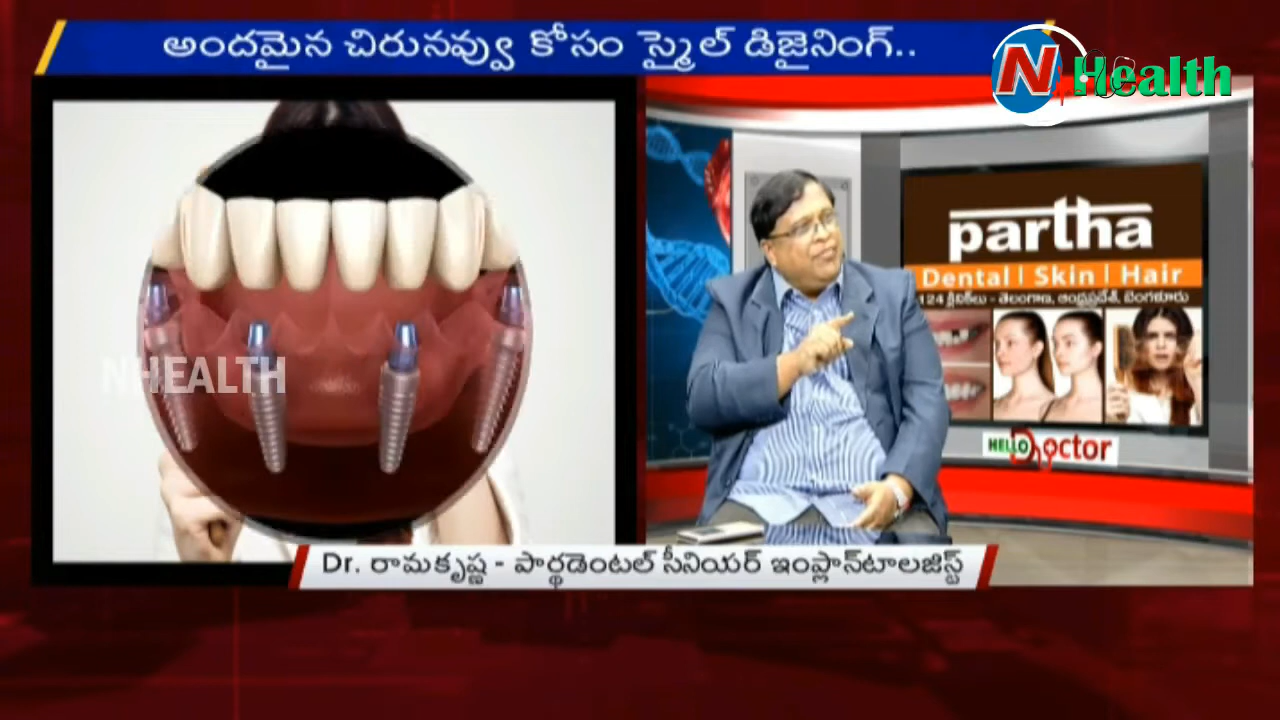 అందమైన చిరునవ్వు కోసం స్మైల్ డిజైనింగ్..
N Health
partha
Dental | Skin | Hair
124 క్లినిక్‌లు - తెలంగాణ, ఆంధ్రప్రదేశ్, బెంగళూరు
NHEALTH
HELLO Doctor
Dr. రామకృష్ణ - పార్థడెంటల్ సీనియర్ ఇంప్లాన్‌టాలజిస్ట్